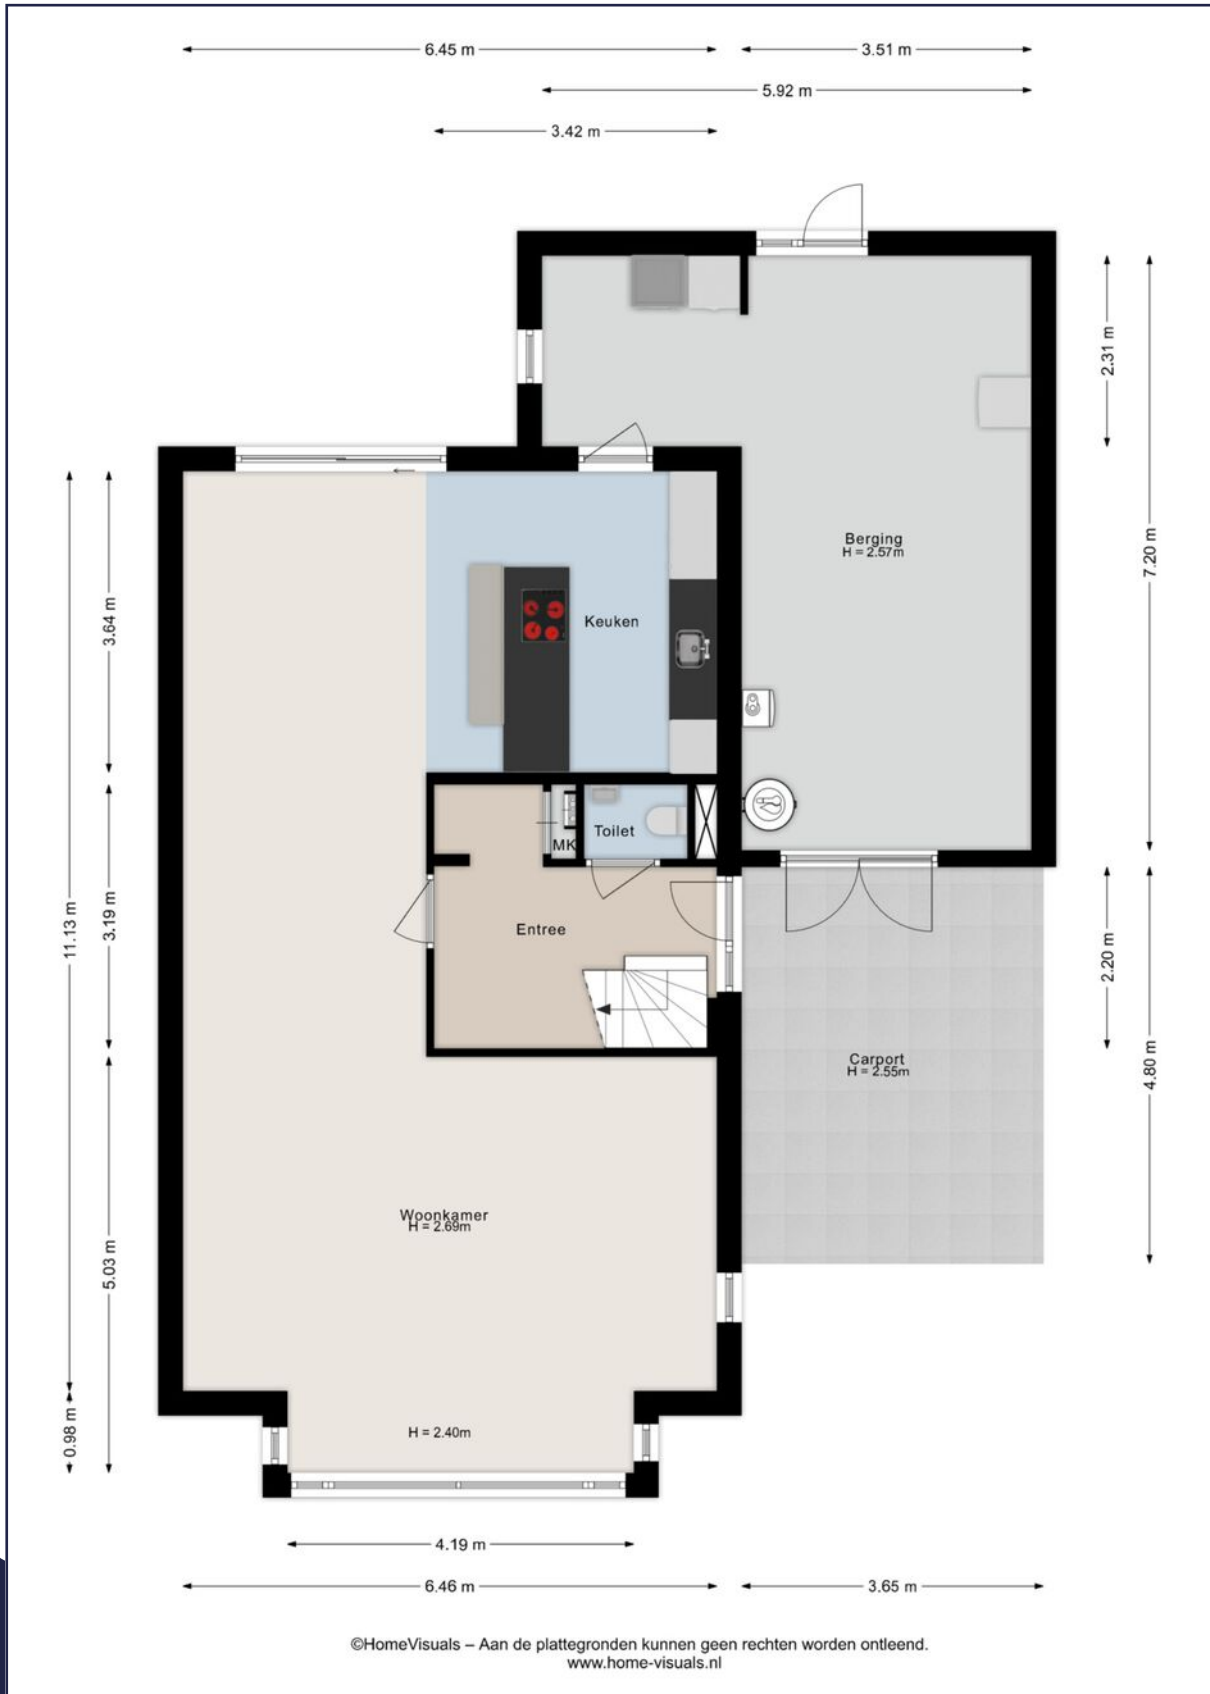 6.45 m
3.51 m
5.92 m
3.42 m
2.31 m
7.20 m
Berging
H = 2.57m
3.64 m
Keuken
Toilet
MK
11.13 m
3.19 m
Entree
2.20 m
4.80 m
Carport
H = 2.55m
Woonkamer
H = 2.69m
5.03 m
0.98 m
H = 2.40m
4.19 m
6.46 m
3.65 m
©HomeVisuals – Aan de plattegronden kunnen geen rechten worden ontleend.
www.home-visuals.nl